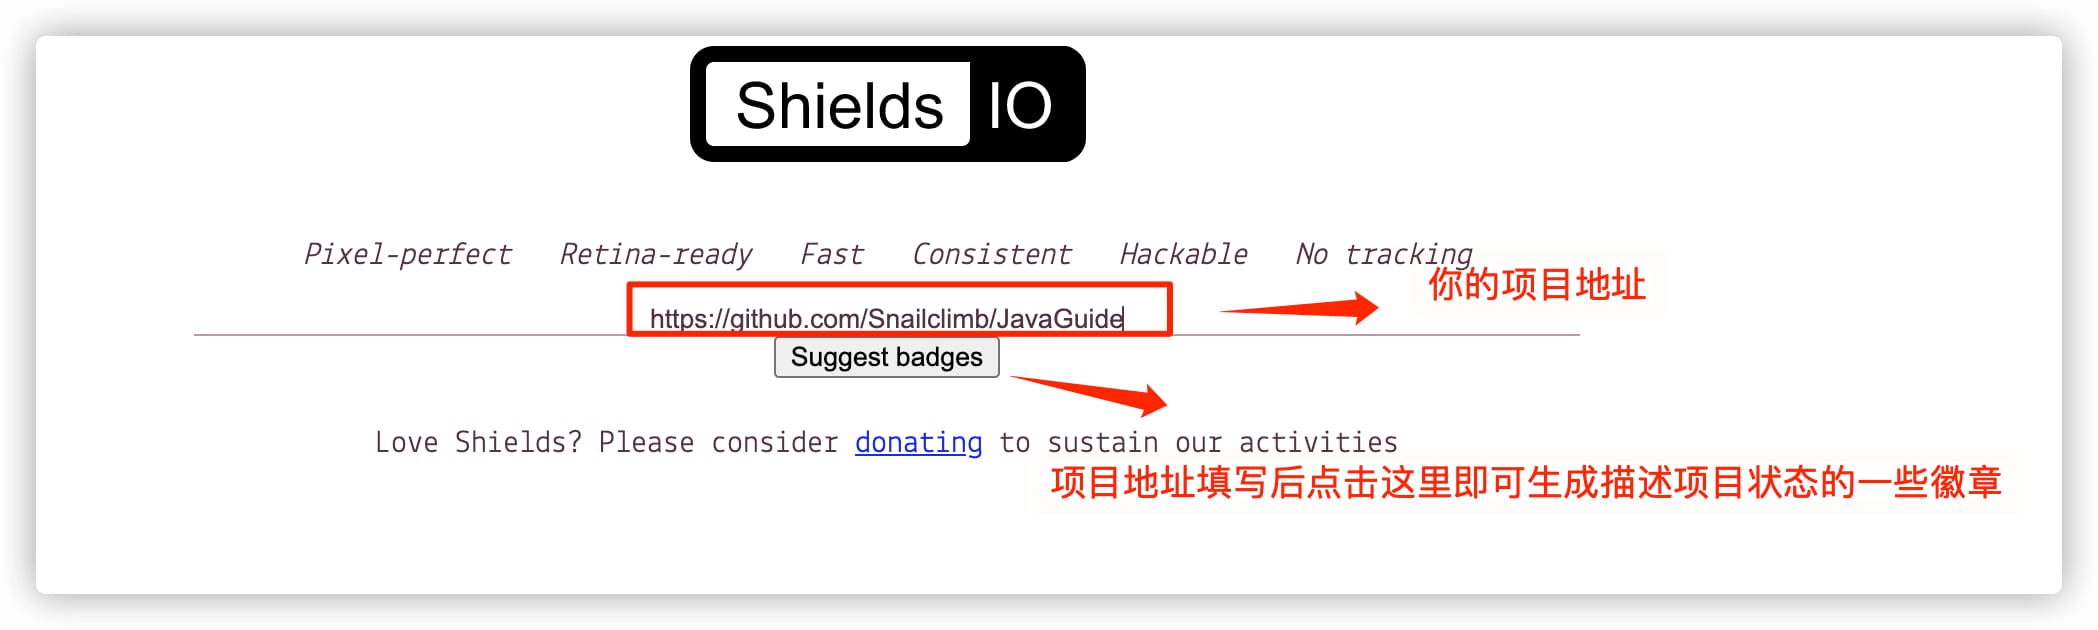 Shields IO
Pixel-perfect Retina-ready Fast Consistent Hackable No tracking
你的项目地址
https://github.com/Snailclimb/JavaGuide
Suggest badges
Love Shields? Please consider donating to sustain our activities
项目地址填写后点击这里即可生成描述项目状态的一些徽章